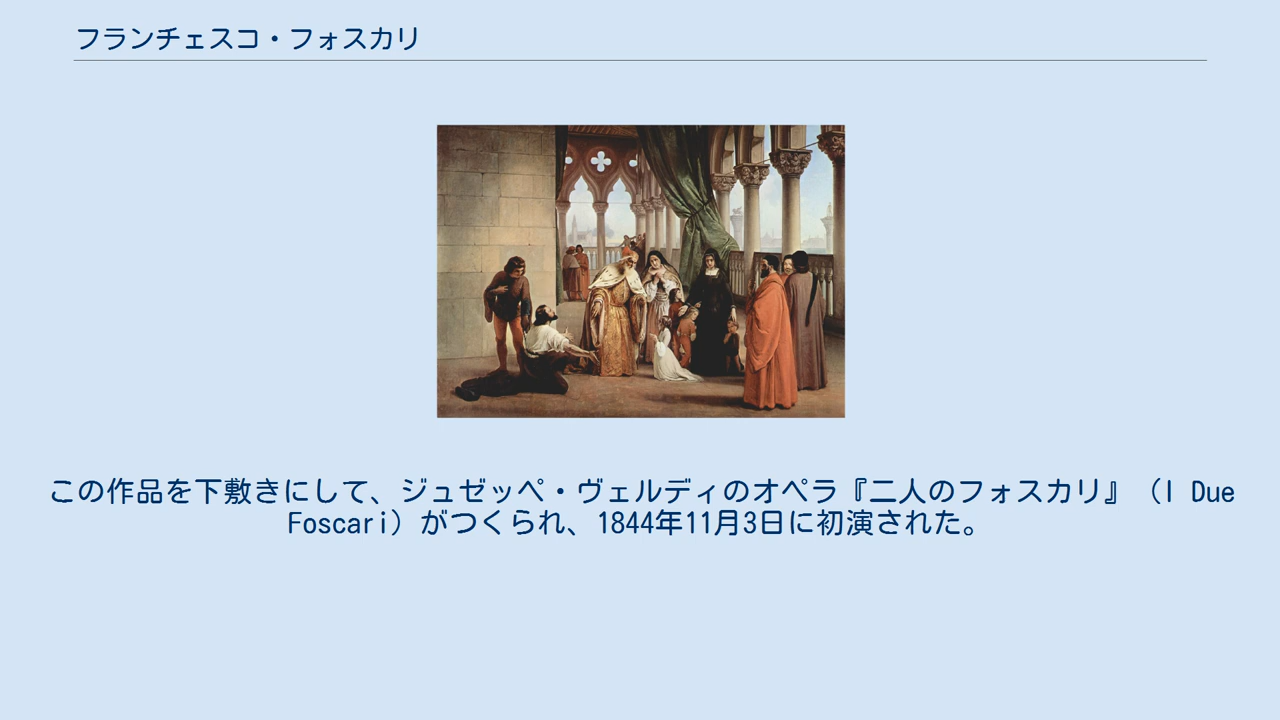 フランチェスコ・フォスカリ
この作品を下敷きにして、ジュゼッペ・ヴェルディのオペラ『二人のフォスカリ』（I Due
Foscari）がつくられ、1844年11月3日に初演された。